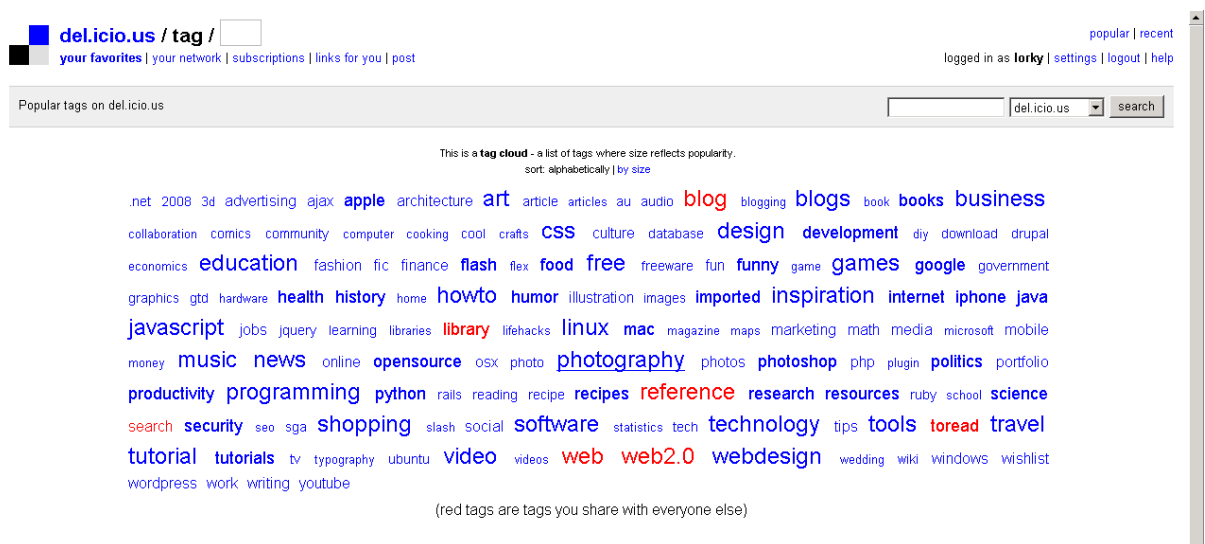 del.icio.us / tag /
popular | recent
your favorites | your network | subscriptions | links for you | post
logged in as lorky | settings | logout | help
Popular tags on del.icio.us
del.icio.us search
This is a tag cloud - a list of tags where size reflects popularity.
sort: alphabetically | by size
.net 2008 3d advertising ajax apple architecture art article articles au audio blog blogging blogs book books business
collaboration comics community computer cooking cool crafts css culture database design development diy download drupal
economics education fashion fic finance flash flex food free freeware fun funny game games google government
graphics gtd hardware health history home howto humor illustration images imported inspiration internet iphone java
javascript jobs jquery learning libraries library lifehacks linux mac magazine maps marketing math media microsoft mobile
money music news online opensource osx photo photography photos photoshop php plugin politics portfolio
productivity programming python rails reading recipe recipes reference research resources ruby school science
search security seo sga shopping slash social software statistics tech technology tips tools toread travel
tutorial tutorials tv typography ubuntu video videos web web2.0 webdesign wedding wiki windows wishlist
wordpress work writing youtube
(red tags are tags you share with everyone else)